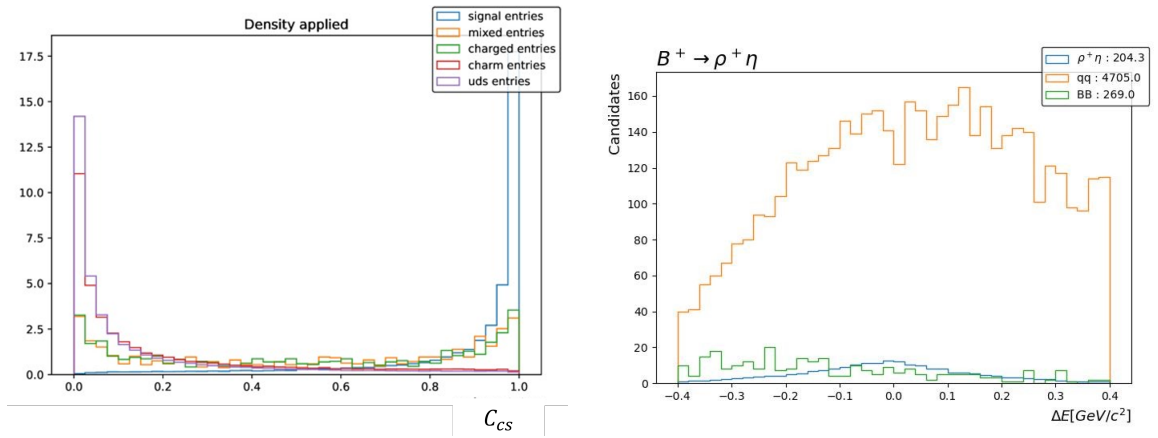 Density applied
signal entries
mixed entries
charged entries
charm entries
uds entries
17.5
15.0
12.5
10.0
7.5
5.0
2.5
0.0
0.0 0.2 0.4 0.6 0.8 1.0
C_cs
B⁺ → ρ⁺η
ρ⁺η : 204.3
qq : 4705.0
BB : 269.0
Candidates
160
140
120
100
80
60
40
20
0
−0.4 −0.3 −0.2 −0.1 0.0 0.1 0.2 0.3 0.4
ΔE[GeV/c²]